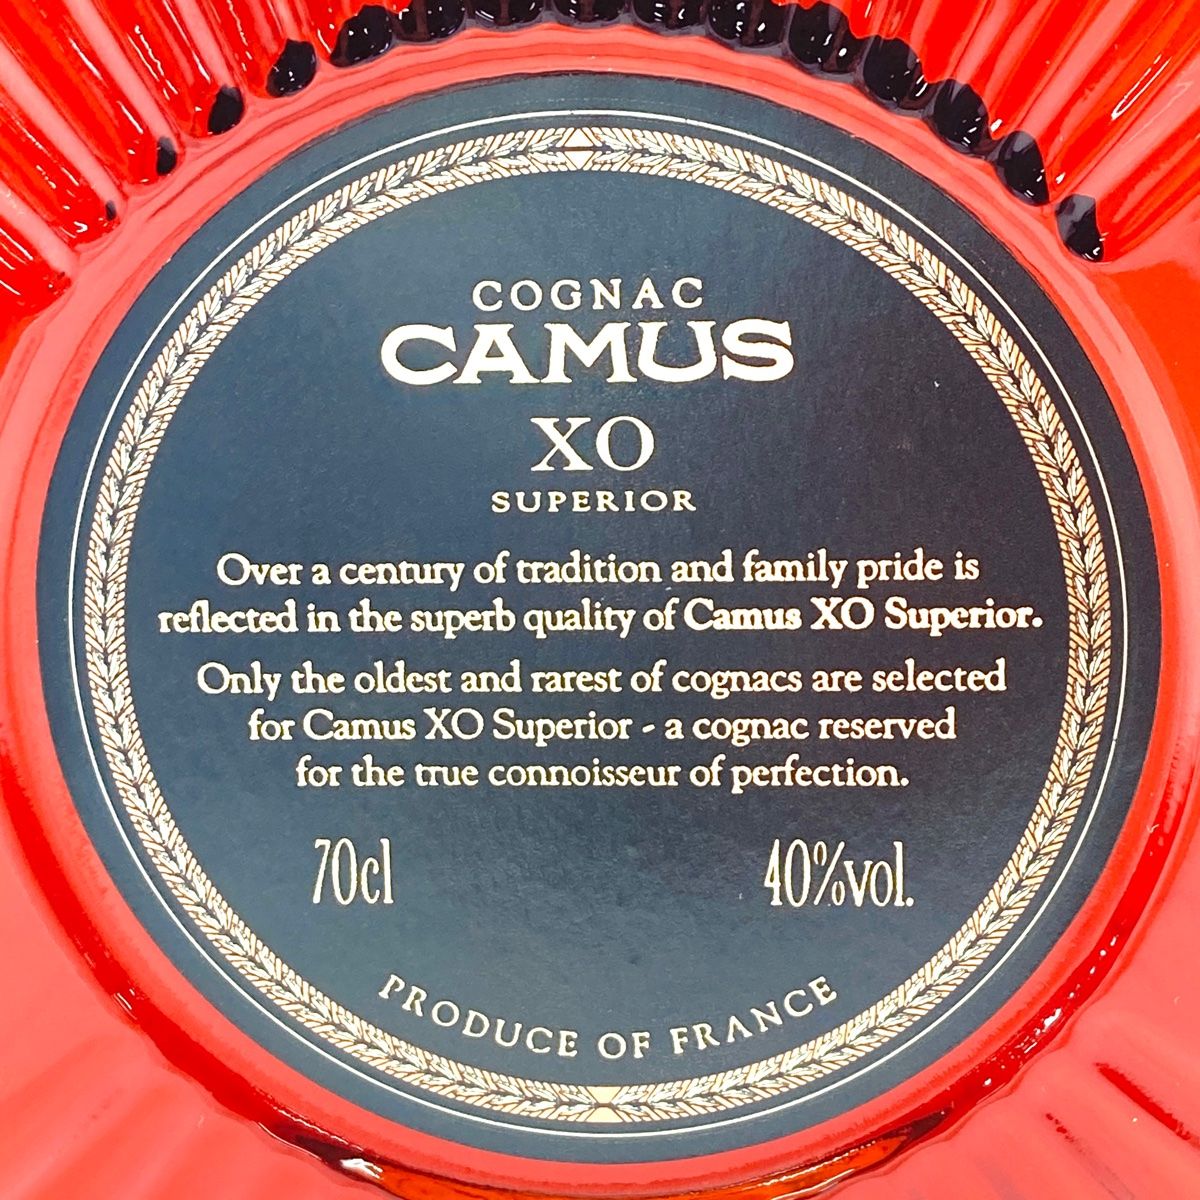 COGNAC
CAMUS
XO
SUPERIOR
Over a century of tradition and family pride is
reflected in the superb quality of Camus XO Superior.
Only the oldest and rarest of cognacs are selected
for Camus XO Superior - a cognac reserved
for the true connoisseur of perfection.
70cl 40%vol.
PRODUCE OF FRANCE